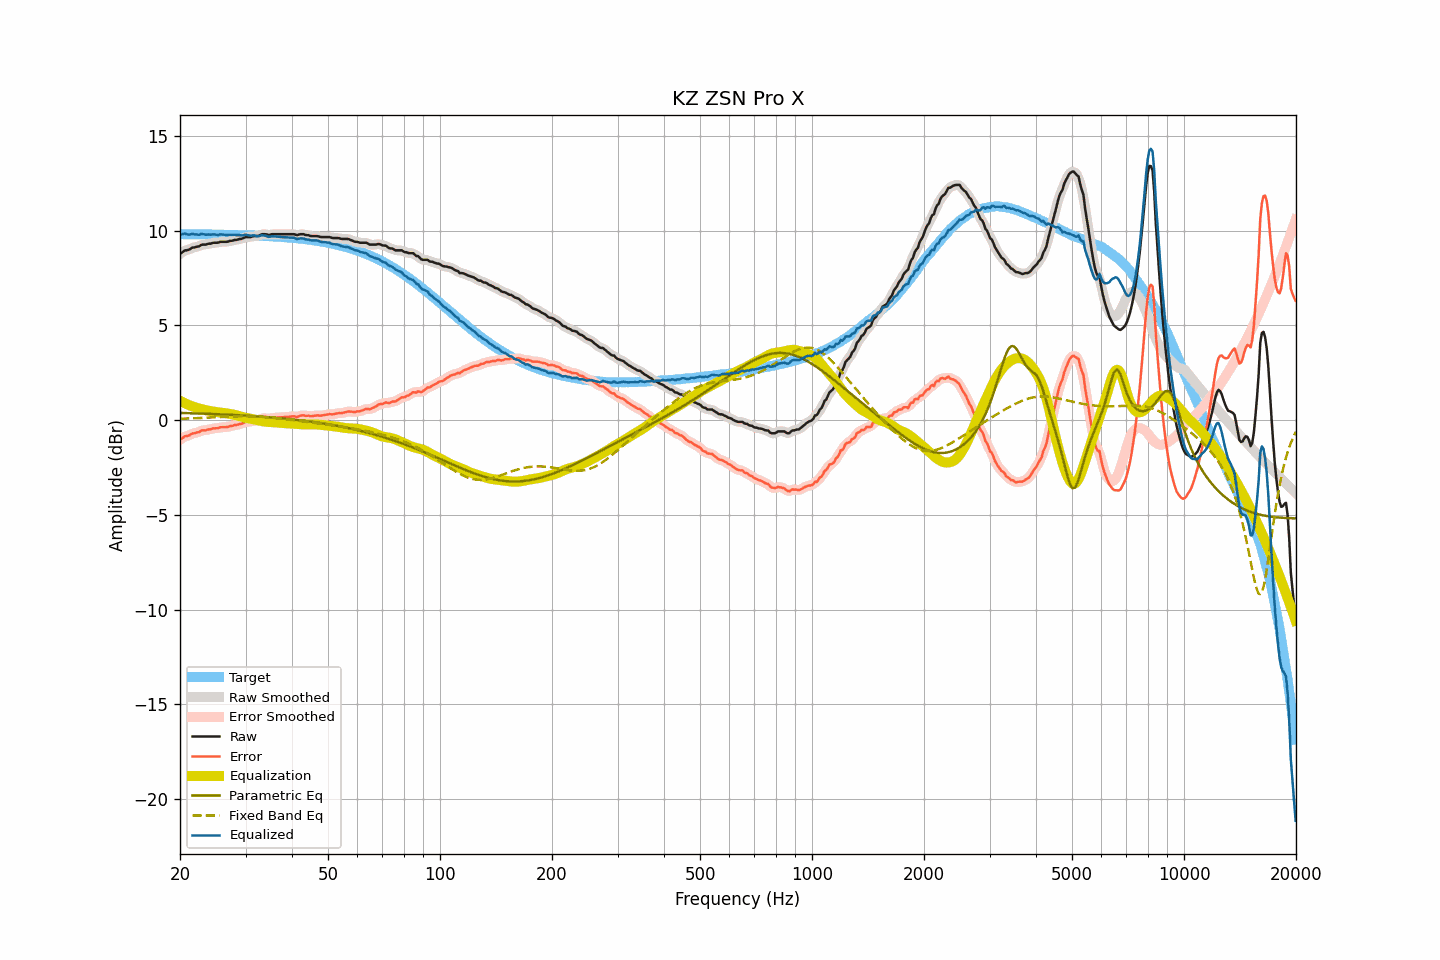 KZ ZSN Pro X
15
10
5
0
−5
−10
−15
−20
Amplitude (dBr)
Target
Raw Smoothed
Error Smoothed
Raw
Error
Equalization
Parametric Eq
Fixed Band Eq
Equalized
20 50 100 200 500 1000 2000 5000 10000 20000
Frequency (Hz)